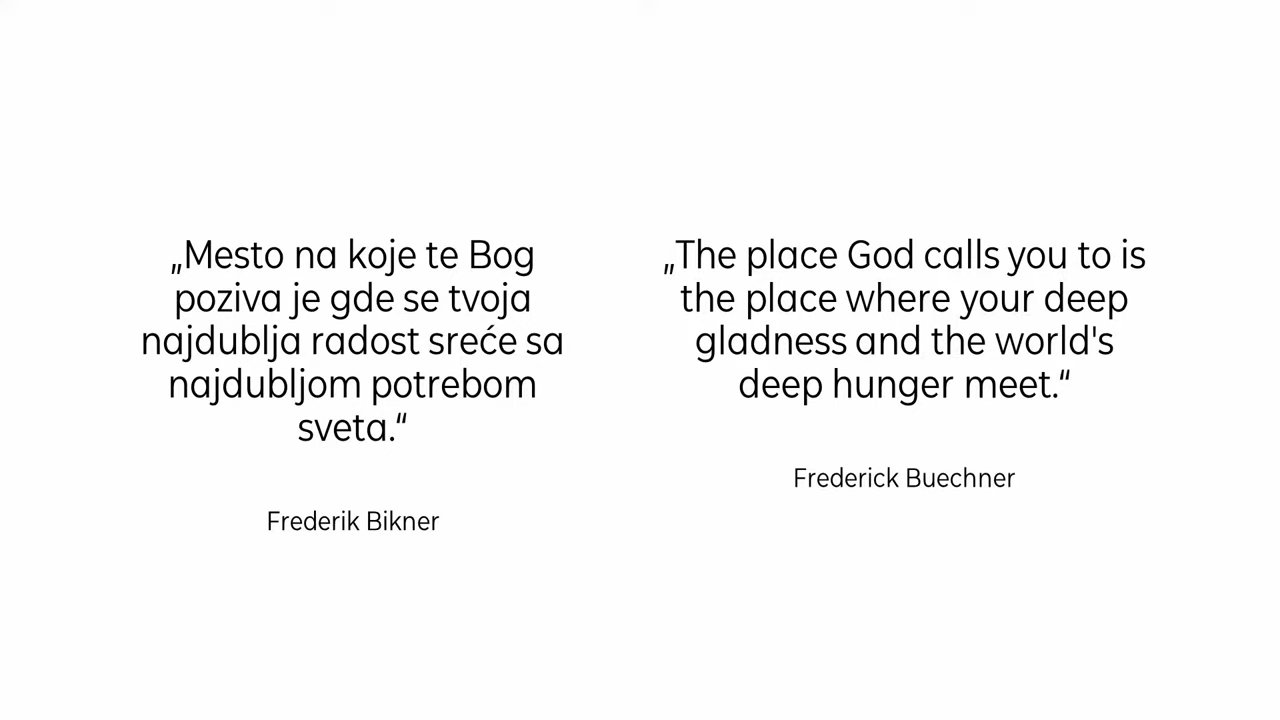 „Mesto na koje te Bog
poziva je gde se tvoja
najdublja radost sreće sa
najdubljom potrebom
sveta.“
Frederik Bikner
„The place God calls you to is
the place where your deep
gladness and the world's
deep hunger meet.“
Frederick Buechner